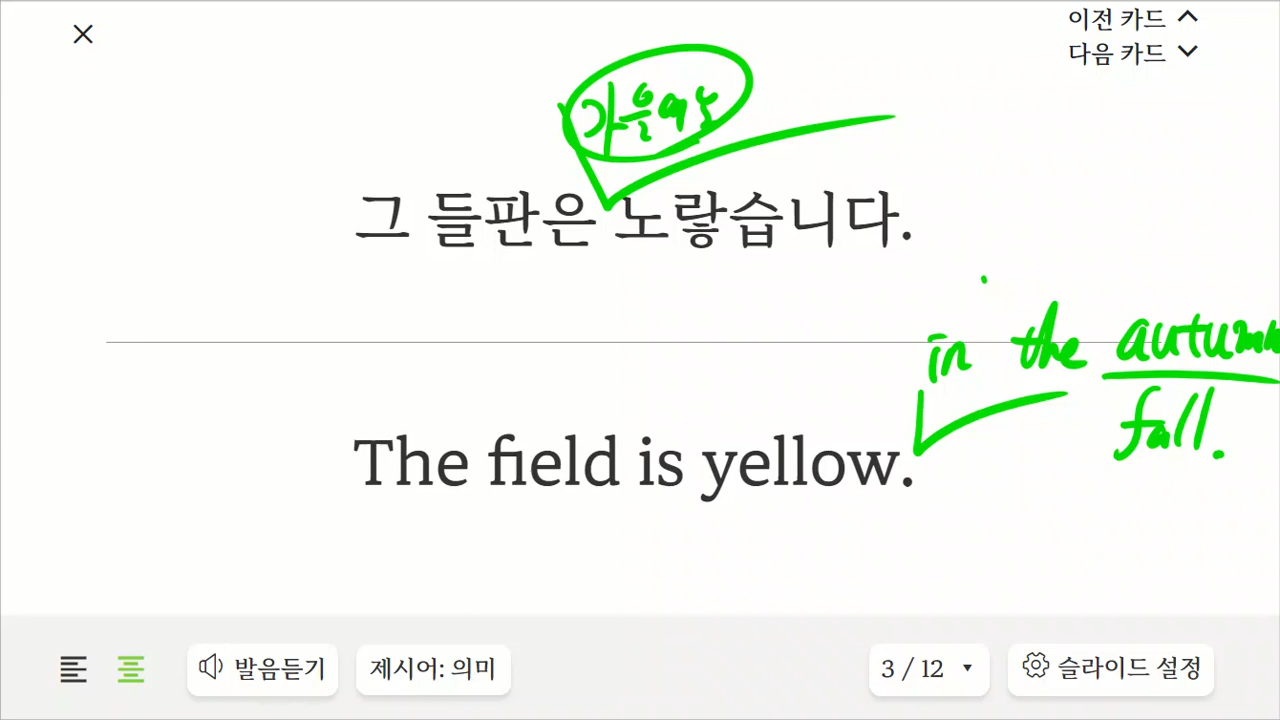 이전 카드
다음 카드
가을에는
그 들판은 노랗습니다.
in the autumn
fall.
The field is yellow.
발음듣기
제시어: 의미
3 / 12
슬라이드 설정